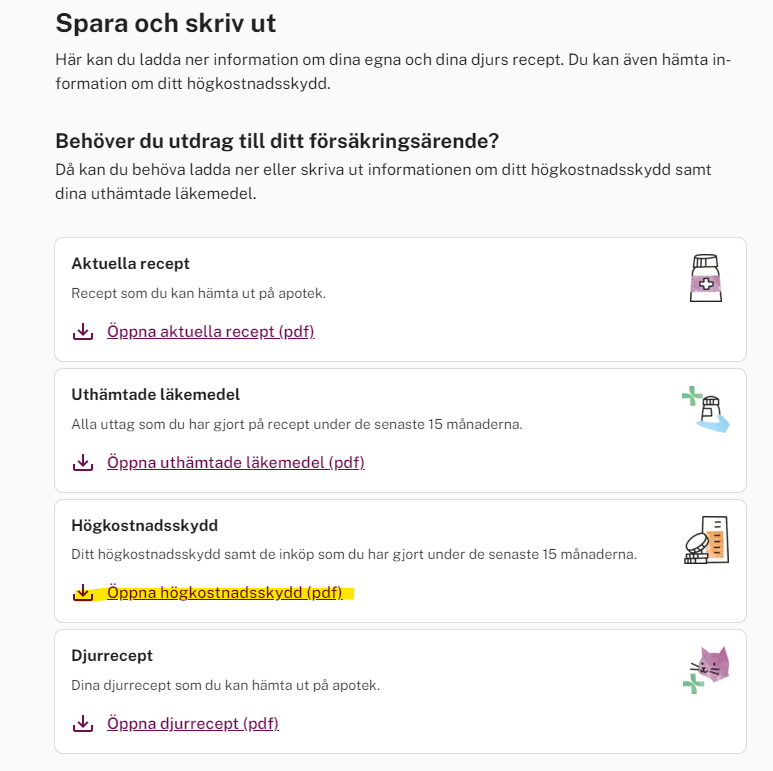 Spara och skriv ut
Här kan du ladda ner information om dina egna och dina djurs recept. Du kan även hämta in-
formation om ditt högkostnadsskydd.
Behöver du utdrag till ditt försäkringsärende?
Då kan du behöva ladda ner eller skriva ut informationen om ditt högkostnadsskydd samt
dina uthämtade läkemedel.
Aktuella recept
Recept som du kan hämta ut på apotek.
Öppna aktuella recept (pdf)
Uthämtade läkemedel
Alla uttag som du har gjort på recept under de senaste 15 månaderna.
Öppna uthämtade läkemedel (pdf)
Högkostnadsskydd
Ditt högkostnadsskydd samt de inköp som du har gjort under de senaste 15 månaderna.
Öppna högkostnadsskydd (pdf)
Djurrecept
Dina djurrecept som du kan hämta ut på apotek.
Öppna djurrecept (pdf)